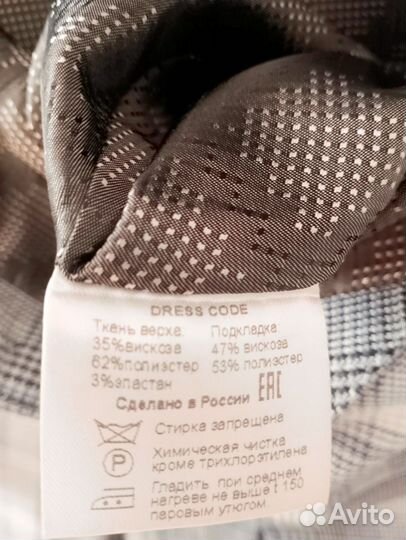 DRESS CODE
Ткань верха: Подкладка:
35%вискоза 47% вискоза
62%полиэстер 53% полиэстер
3%эластан
Сделано в России EAC
Стирка запрещена
P Химическая чистка
кроме трихлорэтилена
Гладить при среднем
нагреве не выше t 150
паровым утюгом
Avito